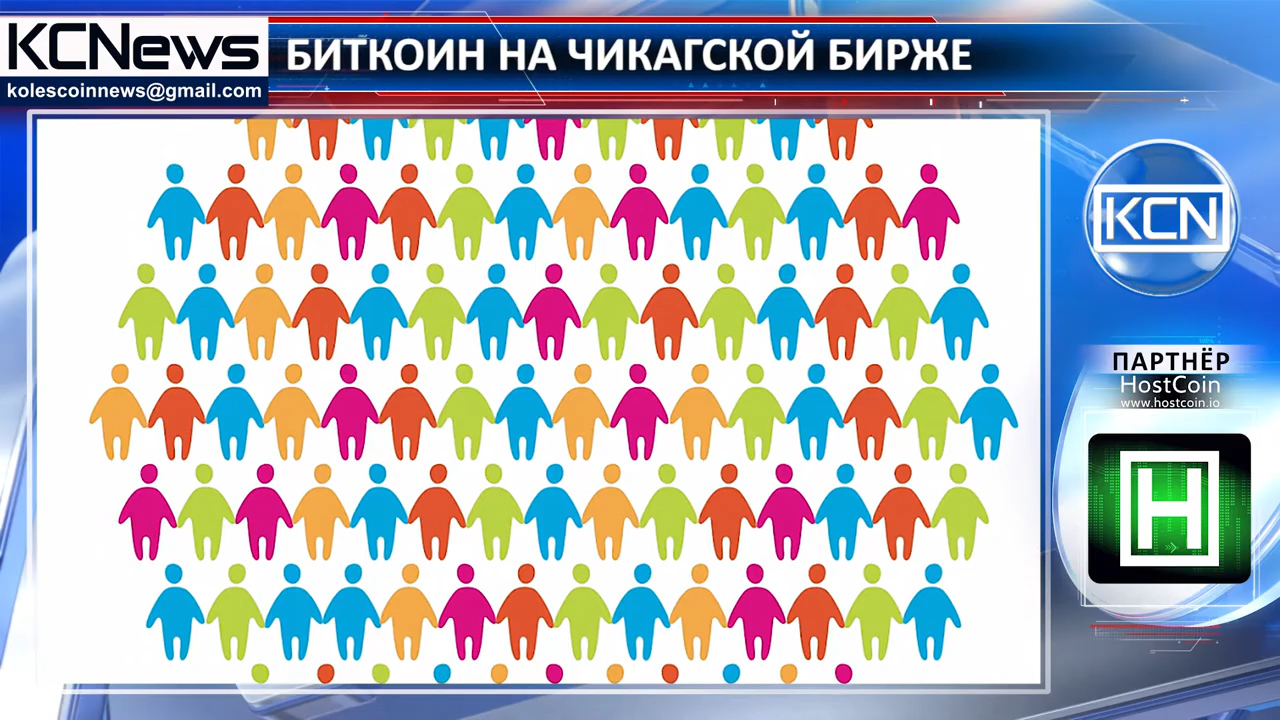 KCNews
kolescoinnews@gmail.com
БИТКОИН НА ЧИКАГСКОЙ БИРЖЕ
KCN
ПАРТНЁР
HostCoin
www.hostcoin.io
H